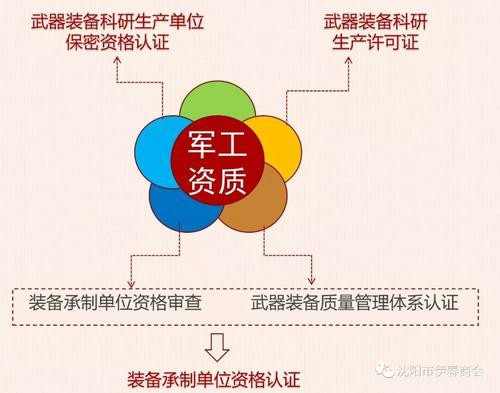 武器装备科研生产单位
保密资格认证
武器装备科研
生产许可证
军工
资质
装备承制单位资格审查
武器装备质量管理体系认证
装备承制单位资格认证
沈阳市伊春商会